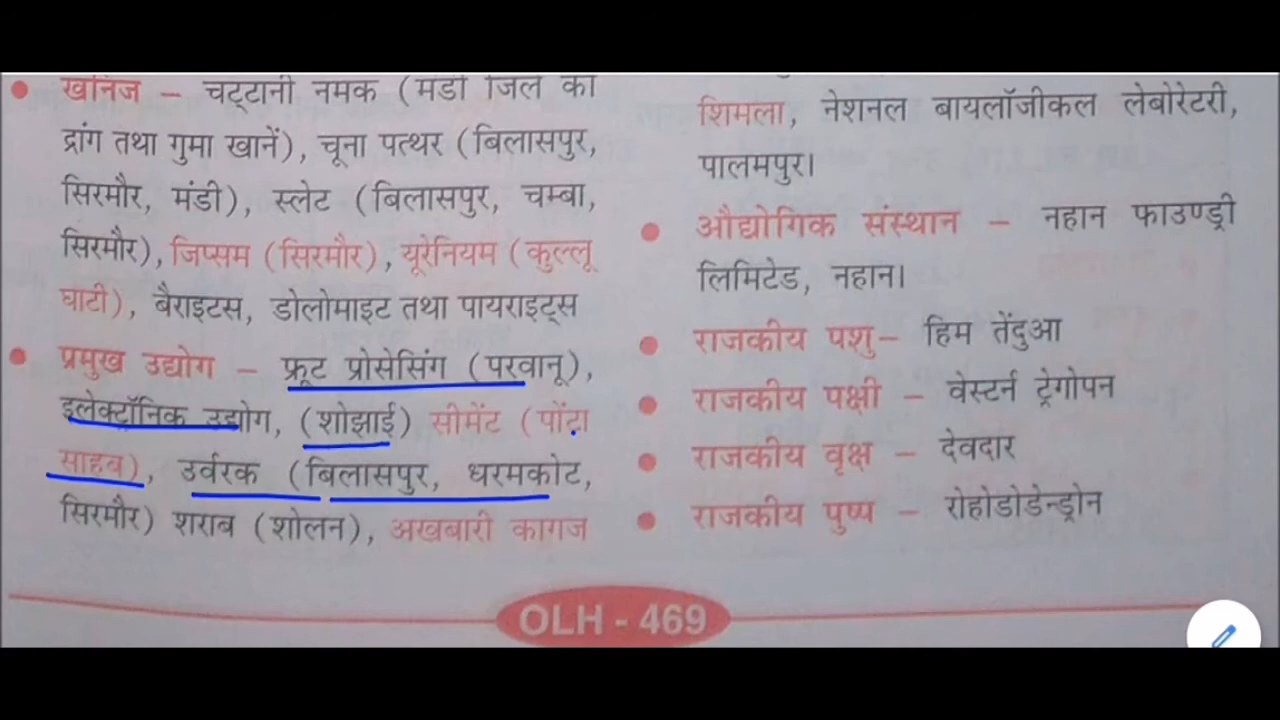 खनिज – चट्टानी नमक (मंडी जिले की
द्रांग तथा गुमा खानें), चूना पत्थर (बिलासपुर,
सिरमौर, मंडी), स्लेट (बिलासपुर, चम्बा,
सिरमौर), जिप्सम (सिरमौर), यूरेनियम (कुल्लू
घाटी), बैराइटस, डोलोमाइट तथा पायराइट्स
प्रमुख उद्योग – फ्रूट प्रोसेसिंग (परवानू),
इलेक्ट्रॉनिक उद्योग, (शोझाई) सीमेंट (पोंटा
साहब), उर्वरक (बिलासपुर, धरमकोट,
सिरमौर) शराब (शोलन), अखबारी कागज
शिमला, नेशनल बायलॉजीकल लेबोरेटरी,
पालमपुर।
औद्योगिक संस्थान – नहान फाउण्ड्री
लिमिटेड, नहान।
राजकीय पशु– हिम तेंदुआ
राजकीय पक्षी – वेस्टर्न ट्रेगोपन
राजकीय वृक्ष – देवदार
राजकीय पुष्प – रोहोडोडेन्ड्रोन
OLH - 469